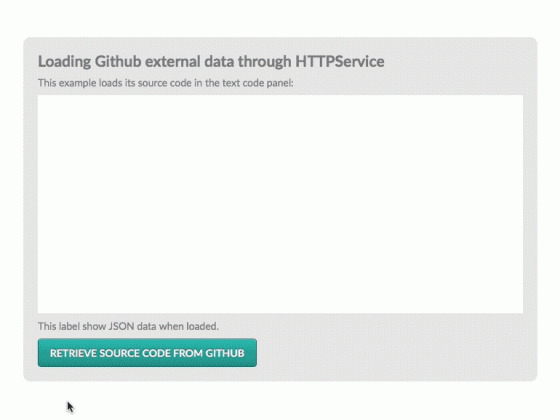 Loading Github external data through HTTPService
This example loads its source code in the text code panel:
This label show JSON data when loaded.
RETRIEVE SOURCE CODE FROM GITHUB